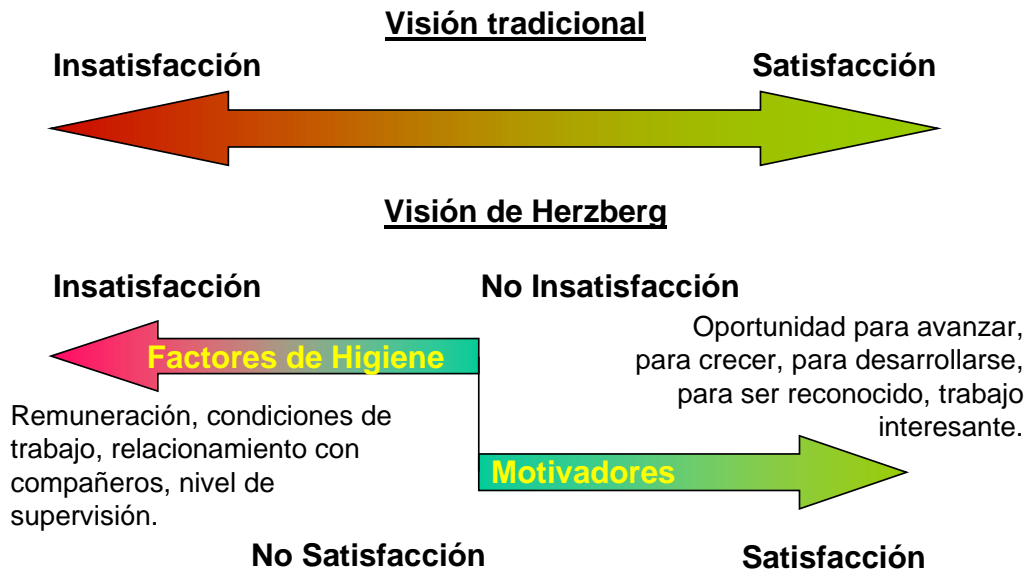 Visión tradicional
Insatisfacción
Satisfacción
Visión de Herzberg
Insatisfacción
No Insatisfacción
Factores de Higiene
Oportunidad para avanzar,
para crecer, para desarrollarse,
para ser reconocido, trabajo
interesante.
Remuneración, condiciones de
trabajo, relacionamiento con
compañeros, nivel de
supervisión.
Motivadores
No Satisfacción
Satisfacción